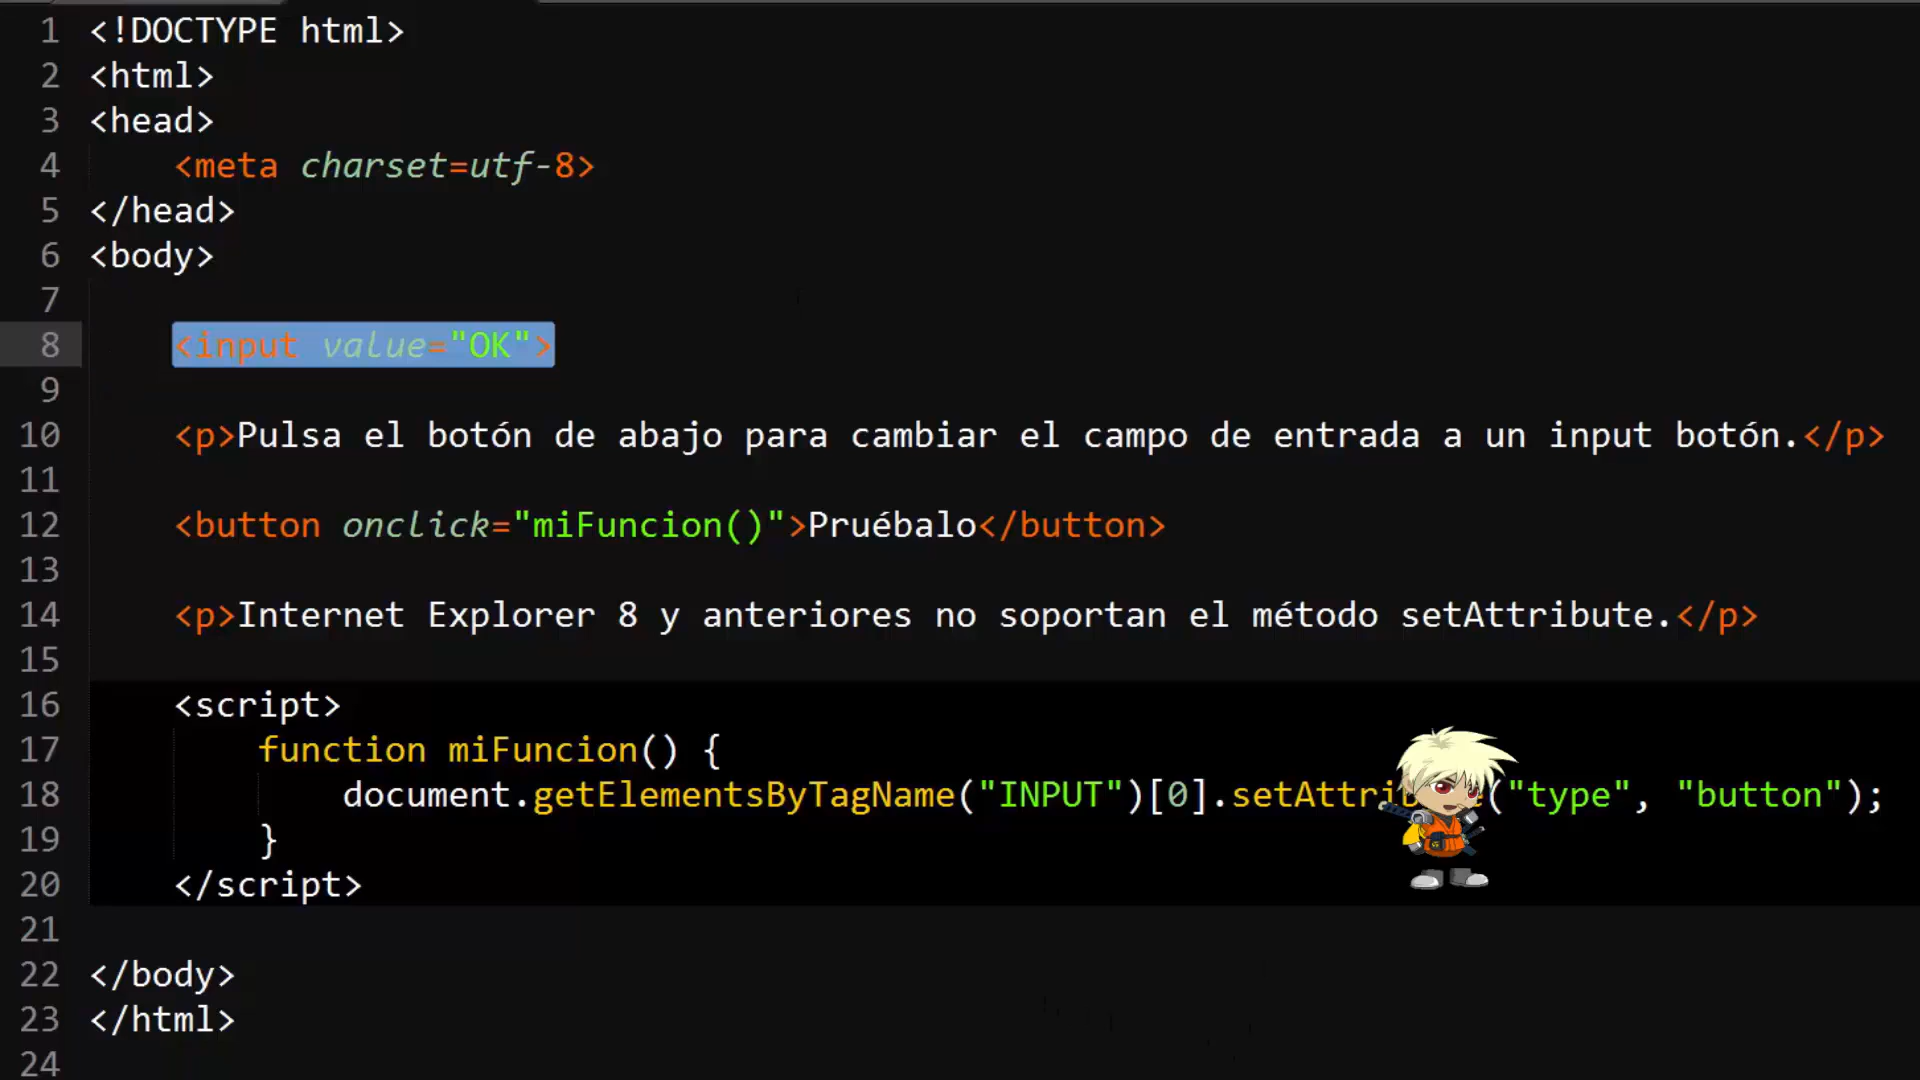 1 <!DOCTYPE html>
2 <html>
3 <head>
4 <meta charset=utf-8>
5 </head>
6 <body>
7
8 <input value="OK">
9
10 <p>Pulsa el botón de abajo para cambiar el campo de entrada a un input botón.</p>
11
12 <button onclick="miFuncion()">Pruébalo</button>
13
14 <p>Internet Explorer 8 y anteriores no soportan el método setAttribute.</p>
15
16 <script>
17 function miFuncion() {
18 document.getElementsByTagName("INPUT")[0].setAttribute("type", "button");
19 }
20 </script>
21
22 </body>
23 </html>
24